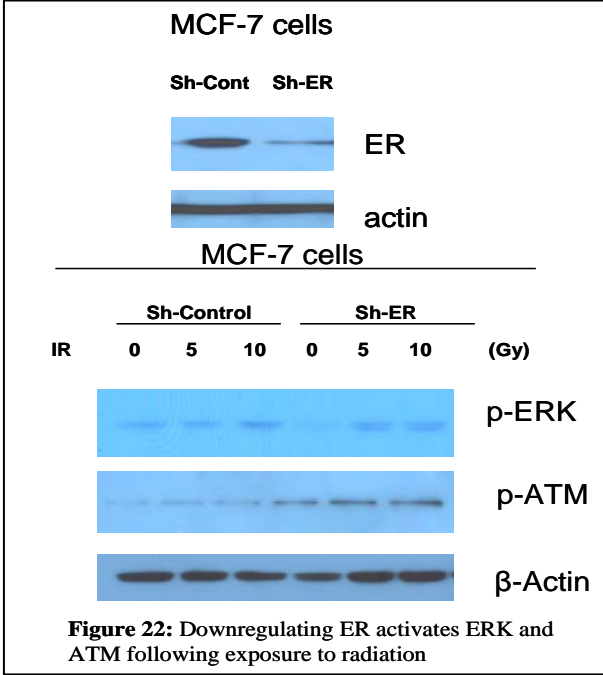 MCF-7 cells
Sh-Cont Sh-ER
ER
actin
MCF-7 cells
Sh-Control Sh-ER
IR 0 5 10 0 5 10 (Gy)
p-ERK
p-ATM
β-Actin
Figure 22: Downregulating ER activates ERK and
ATM following exposure to radiation